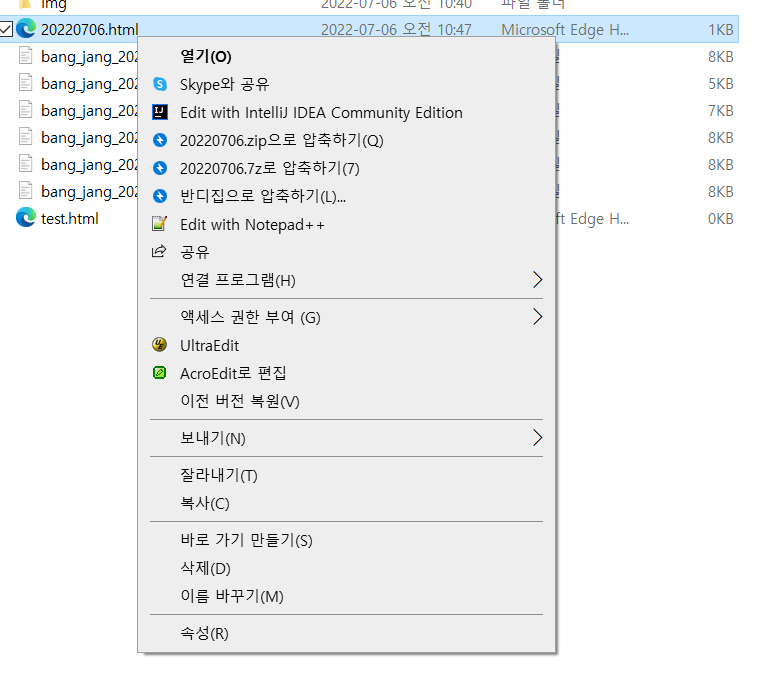 img 2022-07-06 오전 10:40 파일 폴더
20220706.html 2022-07-06 오전 10:47 Microsoft Edge H... 1KB
bang_jang_202 8KB
bang_jang_202 5KB
bang_jang_202 7KB
bang_jang_202 8KB
bang_jang_202 8KB
bang_jang_202 8KB
test.html ft Edge H... 0KB
열기(O)
Skype와 공유
Edit with IntelliJ IDEA Community Edition
20220706.zip으로 압축하기(Q)
20220706.7z로 압축하기(7)
반디집으로 압축하기(L)...
Edit with Notepad++
공유
연결 프로그램(H)
액세스 권한 부여 (G)
UltraEdit
AcroEdit로 편집
이전 버전 복원(V)
보내기(N)
잘라내기(T)
복사(C)
바로 가기 만들기(S)
삭제(D)
이름 바꾸기(M)
속성(R)